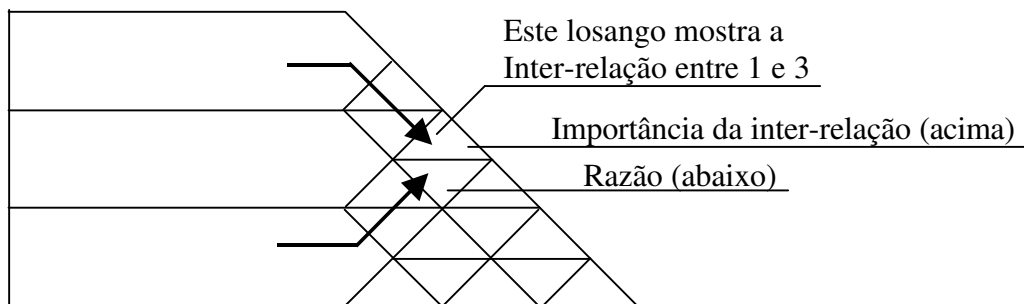 Este losango mostra a
Inter-relação entre 1 e 3
Importância da inter-relação (acima)
Razão (abaixo)